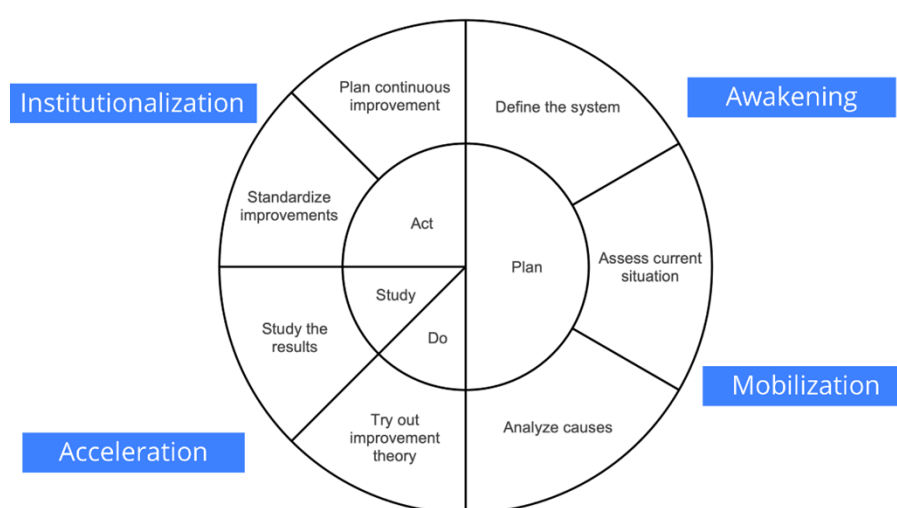 Plan continuous
improvement
Institutionalization
Awakening
Define the system
Standardize
improvements
Act
Plan
Assess current
situation
Study
Study the
results
Do
Mobilization
Try out
improvement
theory
Analyze causes
Acceleration